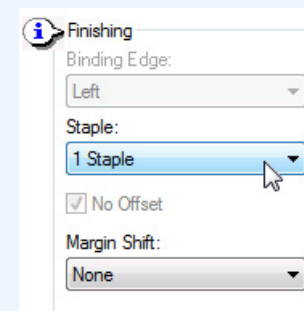 Finishing
Binding Edge:
Left
Staple:
1 Staple
No Offset
Margin Shift:
None